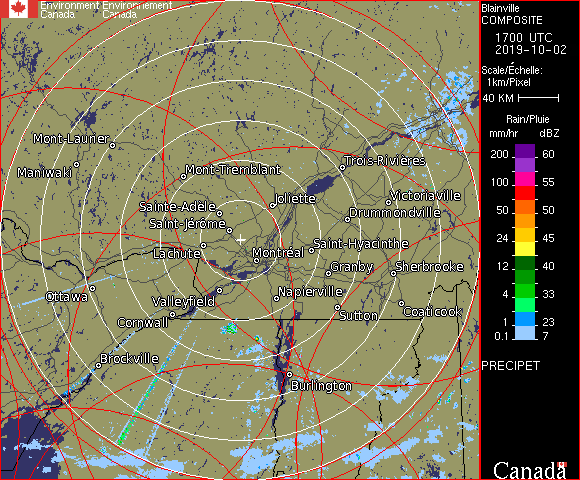 Environment Environnement
Canada Canada
Blainville
COMPOSITE
1700 UTC
2019-10-02
Scale/Échelle:
1km/Pixel
40 KM
Rain/Pluie
mm/hr dBZ
200 60
100 55
50 50
24 45
12 40
4 33
1 23
0.1 7
PRECIPET
Canada
Mont-Laurier
Maniwaki
Mont-Tremblant
Trois-Rivières
Joliette
Victoriaville
Sainte-Adèle
Drummondville
Saint-Jérôme
Lachute
Montréal
Saint-Hyacinthe
Granby
Sherbrooke
Ottawa
Valleyfield
Napierville
Cornwall
Sutton
Coaticook
Brockville
Burlington